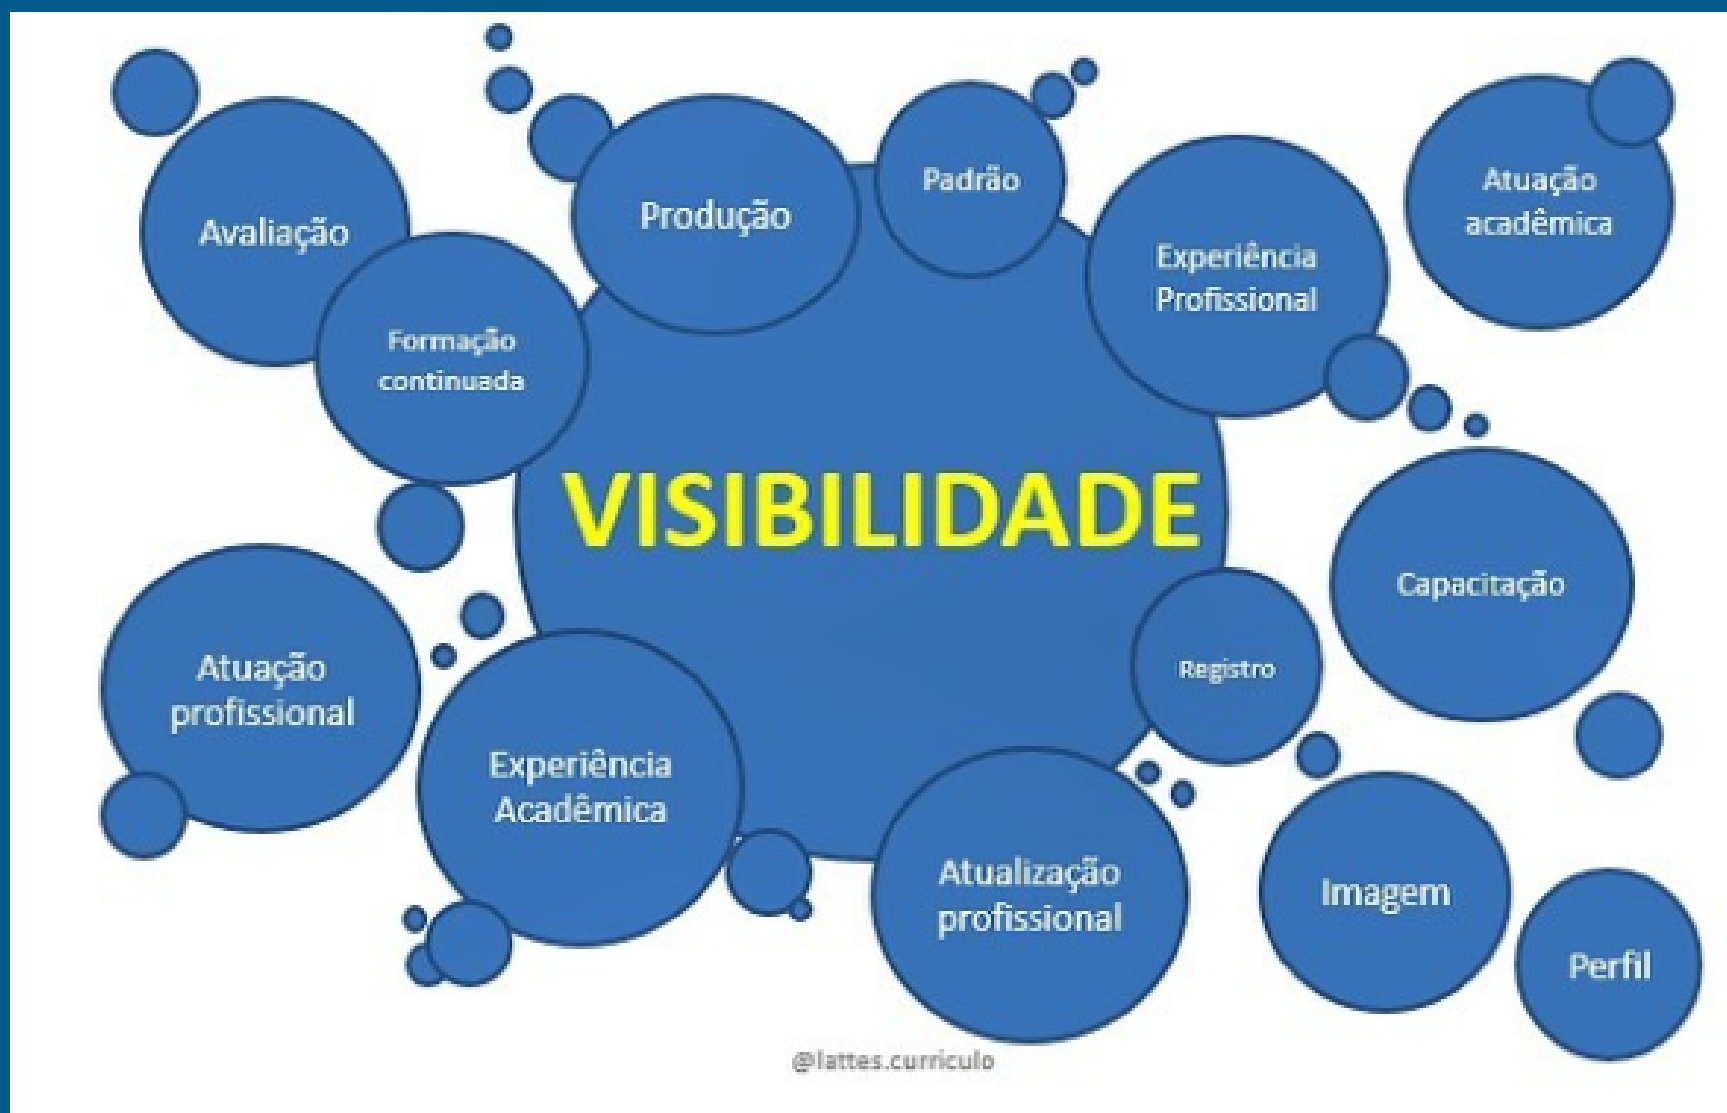 Avaliação
Formação
continuada
Produção
Padrão
Experiência
Profissional
Atuação
acadêmica
VISIBILIDADE
Capacitação
Registro
Atuação
profissional
Experiência
Acadêmica
Atualização
profissional
Imagem
Perfil
@lattes.curriculo